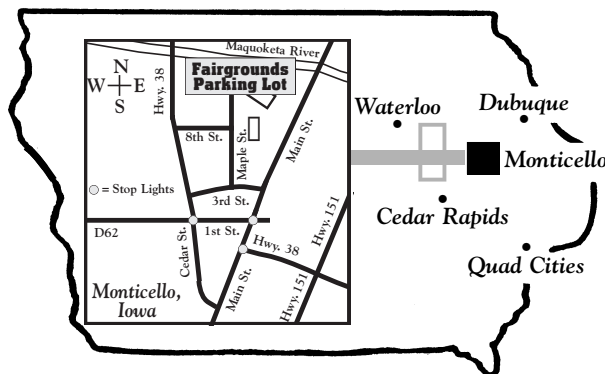 Maquoketa River
Fairgrounds
Parking Lot
N
W E
S
Hwy. 38
8th St.
Maple St.
Main St.
= Stop Lights
3rd St.
D62
1st St.
Cedar St.
Hwy. 38
Hwy. 151
Monticello,
Iowa
Main St.
Hwy. 151
Waterloo
Dubuque
Monticello
Cedar Rapids
Quad Cities